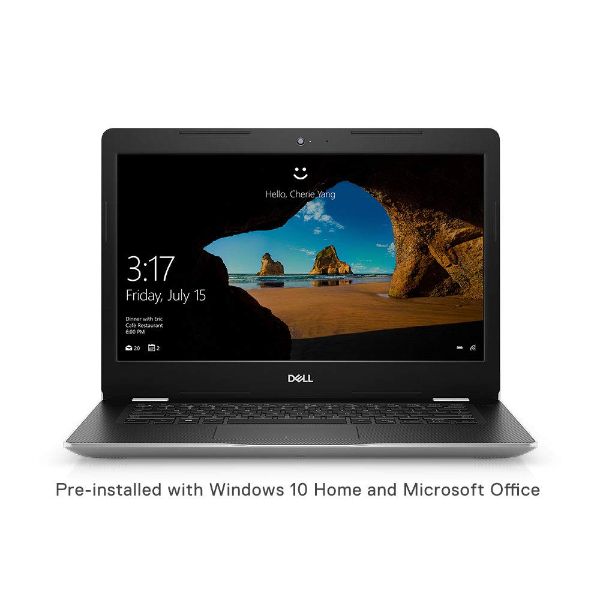 Hello, Cherie Yang
3:17
Friday, July 15
Dinner with Eric
Café Restaurant
6:00 PM
20 2
DELL
Pre-installed with Windows 10 Home and Microsoft Office